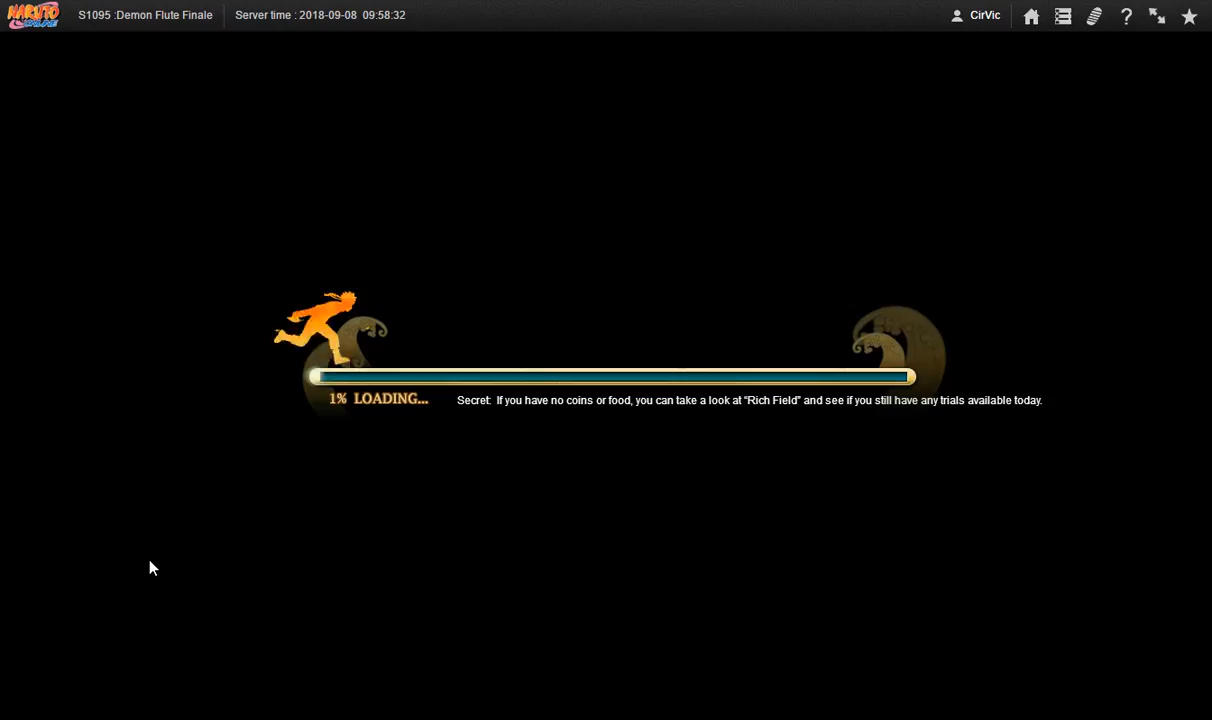 NARUTO ONLINE
S1095 :Demon Flute Finale
Server time : 2018-09-08 09:58:32
CirVic
?
1% LOADING...
Secret: If you have no coins or food, you can take a look at “Rich Field” and see if you still have any trials available today.